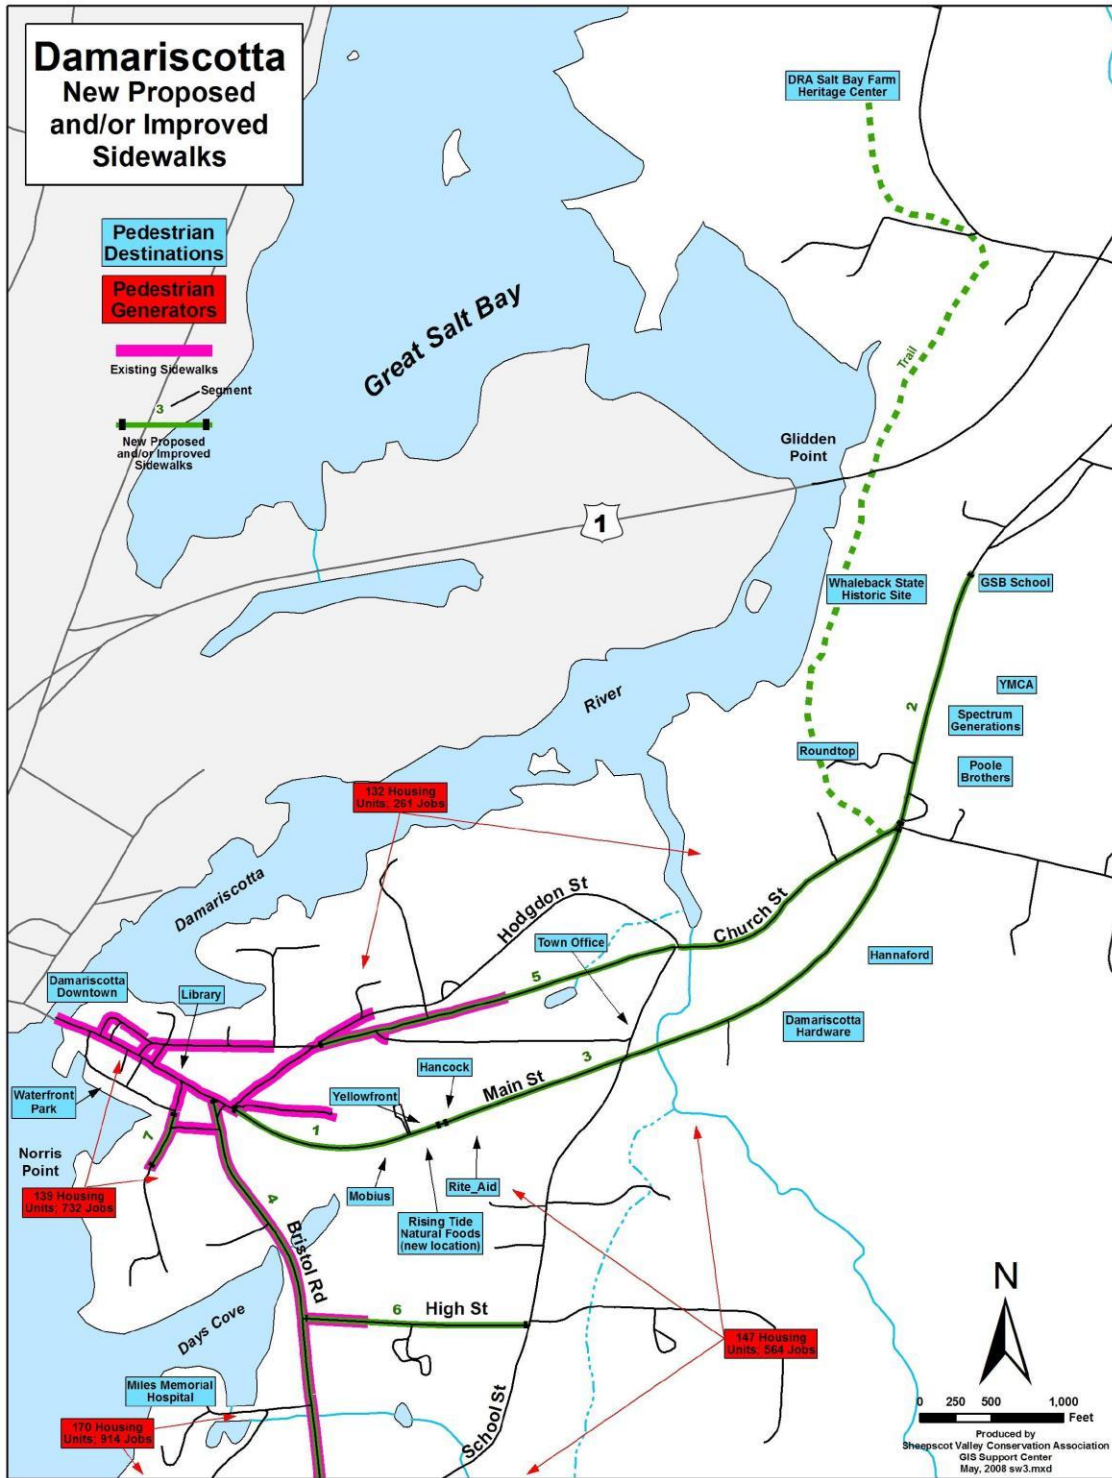 Damariscotta
New Proposed
and/or Improved
Sidewalks
Pedestrian
Destinations
Pedestrian
Generators
Existing Sidewalks
Segment
3
New Proposed
and/or Improved
Sidewalks
DRA Salt Bay Farm
Heritage Center
Great Salt Bay
Trail
Glidden
Point
1
Whaleback State
Historic Site
GSB School
YMCA
2
Spectrum
Generations
River
Roundtop
Poole
Brothers
132 Housing
Units; 261 Jobs
Damariscotta
Hodgdon St
Church St
Town Office
Hannaford
5
Damariscotta
Downtown
Library
Damariscotta
Hardware
3
Hancock
Main St
Yellowfront
Waterfront
Park
1
7
Norris
Point
139 Housing
Units; 732 Jobs
4
Mobius
Rite_Aid
Rising Tide
Natural Foods
(new location)
Bristol Rd
6
High St
Days Cove
147 Housing
Units; 564 Jobs
Miles Memorial
Hospital
170 Housing
Units; 914 Jobs
School St
N
0 250 500 1,000
Feet
Produced by
Sheepscot Valley Conservation Association
GIS Support Center
May, 2008 sw3.mxd